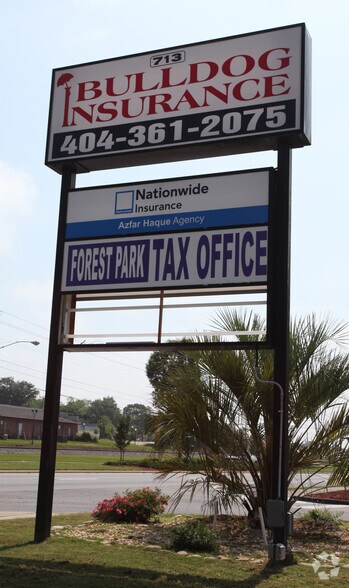 713
BULLDOG
INSURANCE
404-361-2075
Nationwide
Insurance
Azfar Haque Agency
FOREST PARK TAX OFFICE